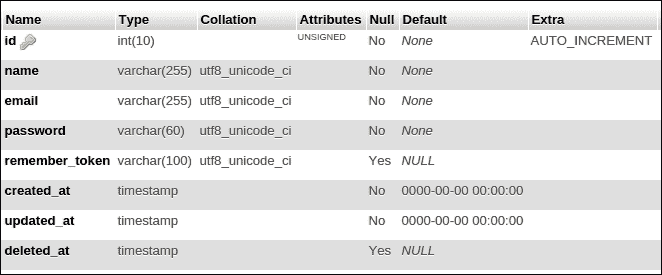 Name Type Collation Attributes Null Default Extra
id int(10) UNSIGNED No None AUTO_INCREMENT
name varchar(255) utf8_unicode_ci No None
email varchar(255) utf8_unicode_ci No None
password varchar(60) utf8_unicode_ci No None
remember_token varchar(100) utf8_unicode_ci Yes NULL
created_at timestamp No 0000-00-00 00:00:00
updated_at timestamp No 0000-00-00 00:00:00
deleted_at timestamp Yes NULL